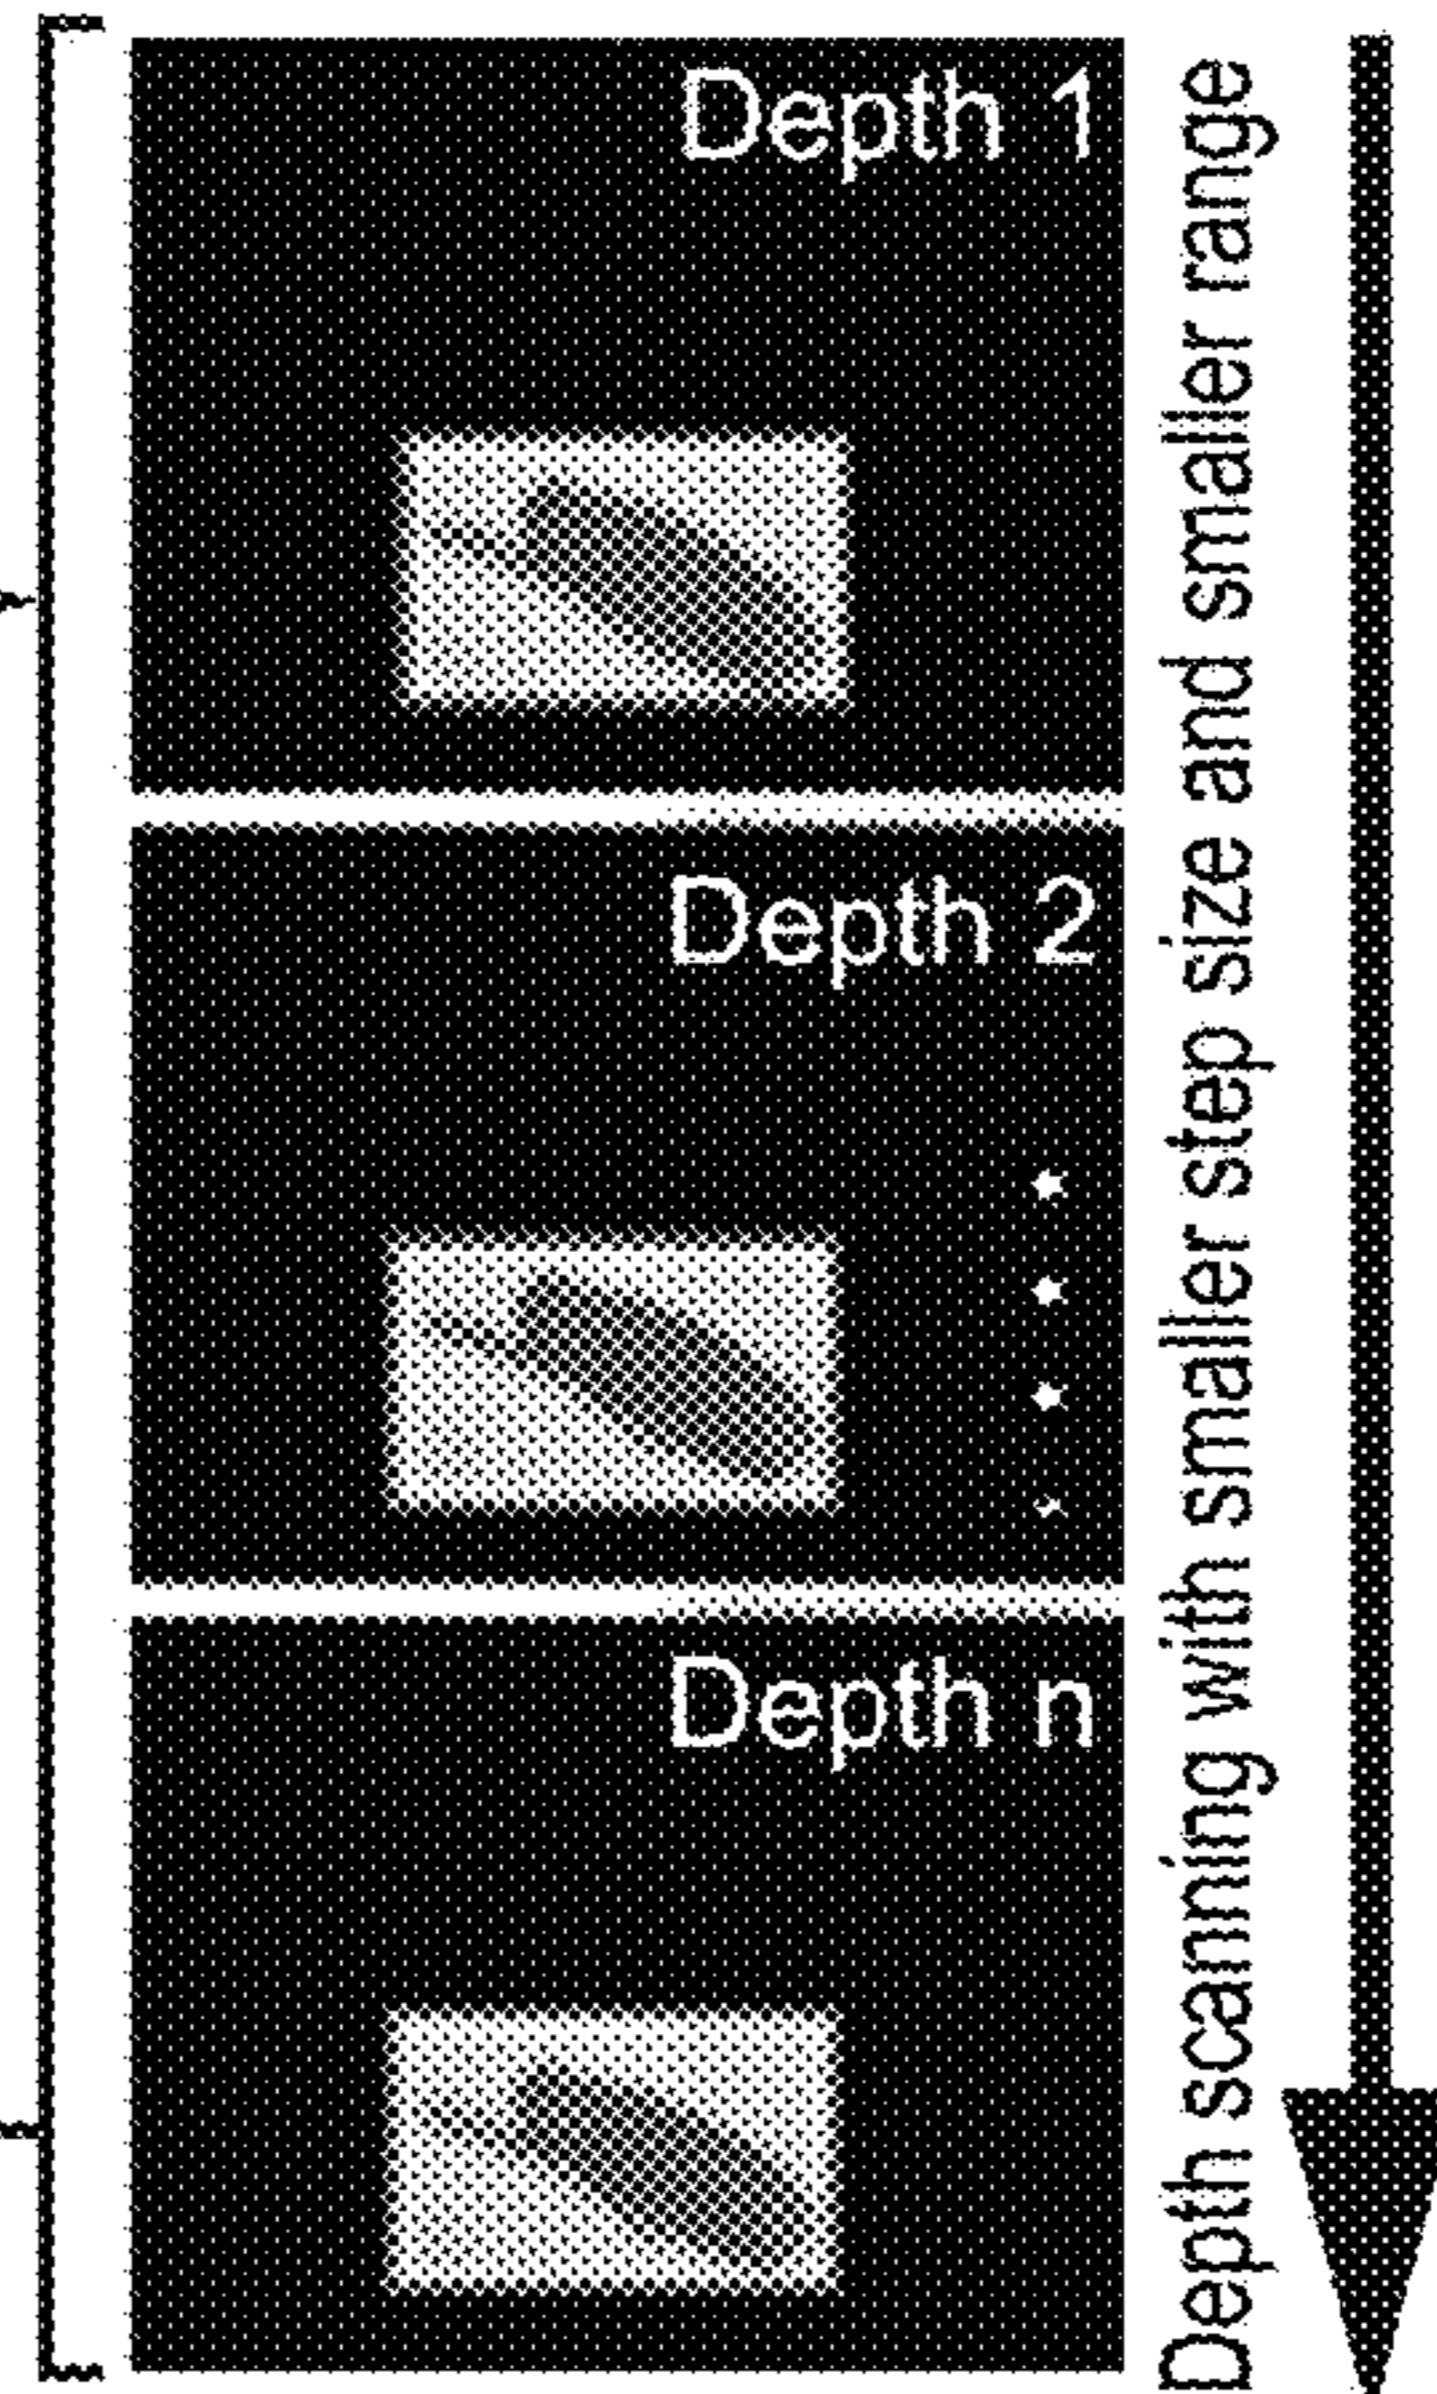 Depth 1
Depth 2
Depth n
Depth scanning with smaller step size and smaller range